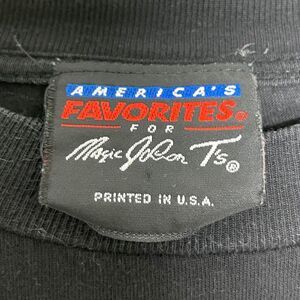 AMERICA'S
FAVORITES®
FOR
Magic Johnson T's®
PRINTED IN U.S.A.